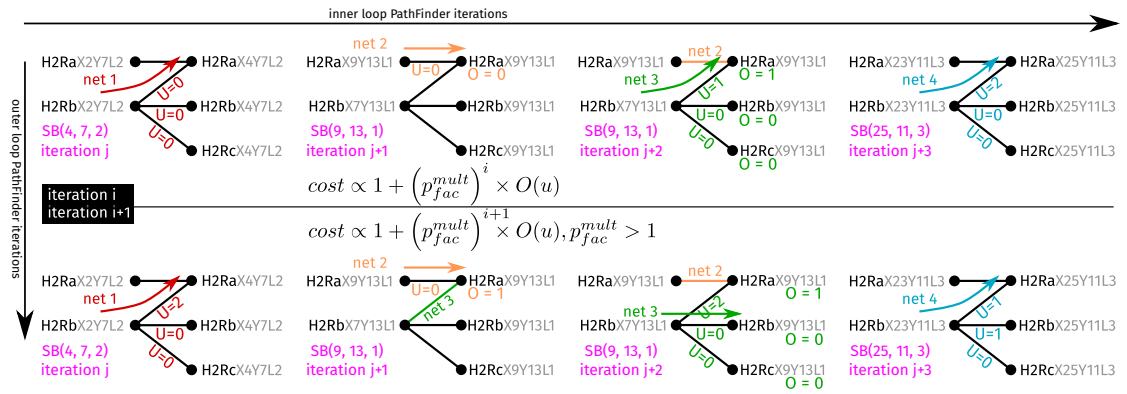 inner loop PathFinder iterations
outer loop PathFinder iterations
H2RaX2Y7L2
H2RaX4Y7L2
net 1
U=0
H2RbX2Y7L2
H2RbX4Y7L2
U=0
U=0
SB(4, 7, 2)
iteration j
H2RcX4Y7L2
net 2
H2RaX9Y13L1
H2RaX9Y13L1
U=0
O = 0
H2RbX7Y13L1
H2RbX9Y13L1
SB(9, 13, 1)
iteration j+1
H2RcX9Y13L1
net 2
H2RaX9Y13L1
H2RaX9Y13L1
net 3
O = 1
U=1
H2RbX7Y13L1
H2RbX9Y13L1
U=0
O = 0
U=0
SB(9, 13, 1)
iteration j+2
H2RcX9Y13L1
O = 0
H2RaX23Y11L3
H2RaX25Y11L3
net 4
U=2
H2RbX23Y11L3
H2RbX25Y11L3
U=0
U=0
SB(25, 11, 3)
iteration j+3
H2RcX25Y11L3
cost ∝ 1 + (p_{fac}^{mult})^i × O(u)
iteration i
iteration i+1
cost ∝ 1 + (p_{fac}^{mult})^{i+1} × O(u), p_{fac}^{mult} > 1
H2RaX2Y7L2
H2RaX4Y7L2
net 1
U=2
H2RbX2Y7L2
H2RbX4Y7L2
U=0
U=0
SB(4, 7, 2)
iteration j
H2RcX4Y7L2
net 2
H2RaX9Y13L1
H2RaX9Y13L1
U=0
O = 1
net 3
H2RbX7Y13L1
H2RbX9Y13L1
SB(9, 13, 1)
iteration j+1
H2RcX9Y13L1
net 2
H2RaX9Y13L1
H2RaX9Y13L1
O = 1
U=2
net 3
H2RbX7Y13L1
H2RbX9Y13L1
U=0
O = 0
U=0
SB(9, 13, 1)
iteration j+2
H2RcX9Y13L1
O = 0
H2RaX23Y11L3
H2RaX25Y11L3
net 4
U=1
H2RbX23Y11L3
H2RbX25Y11L3
U=1
U=0
SB(25, 11, 3)
iteration j+3
H2RcX25Y11L3